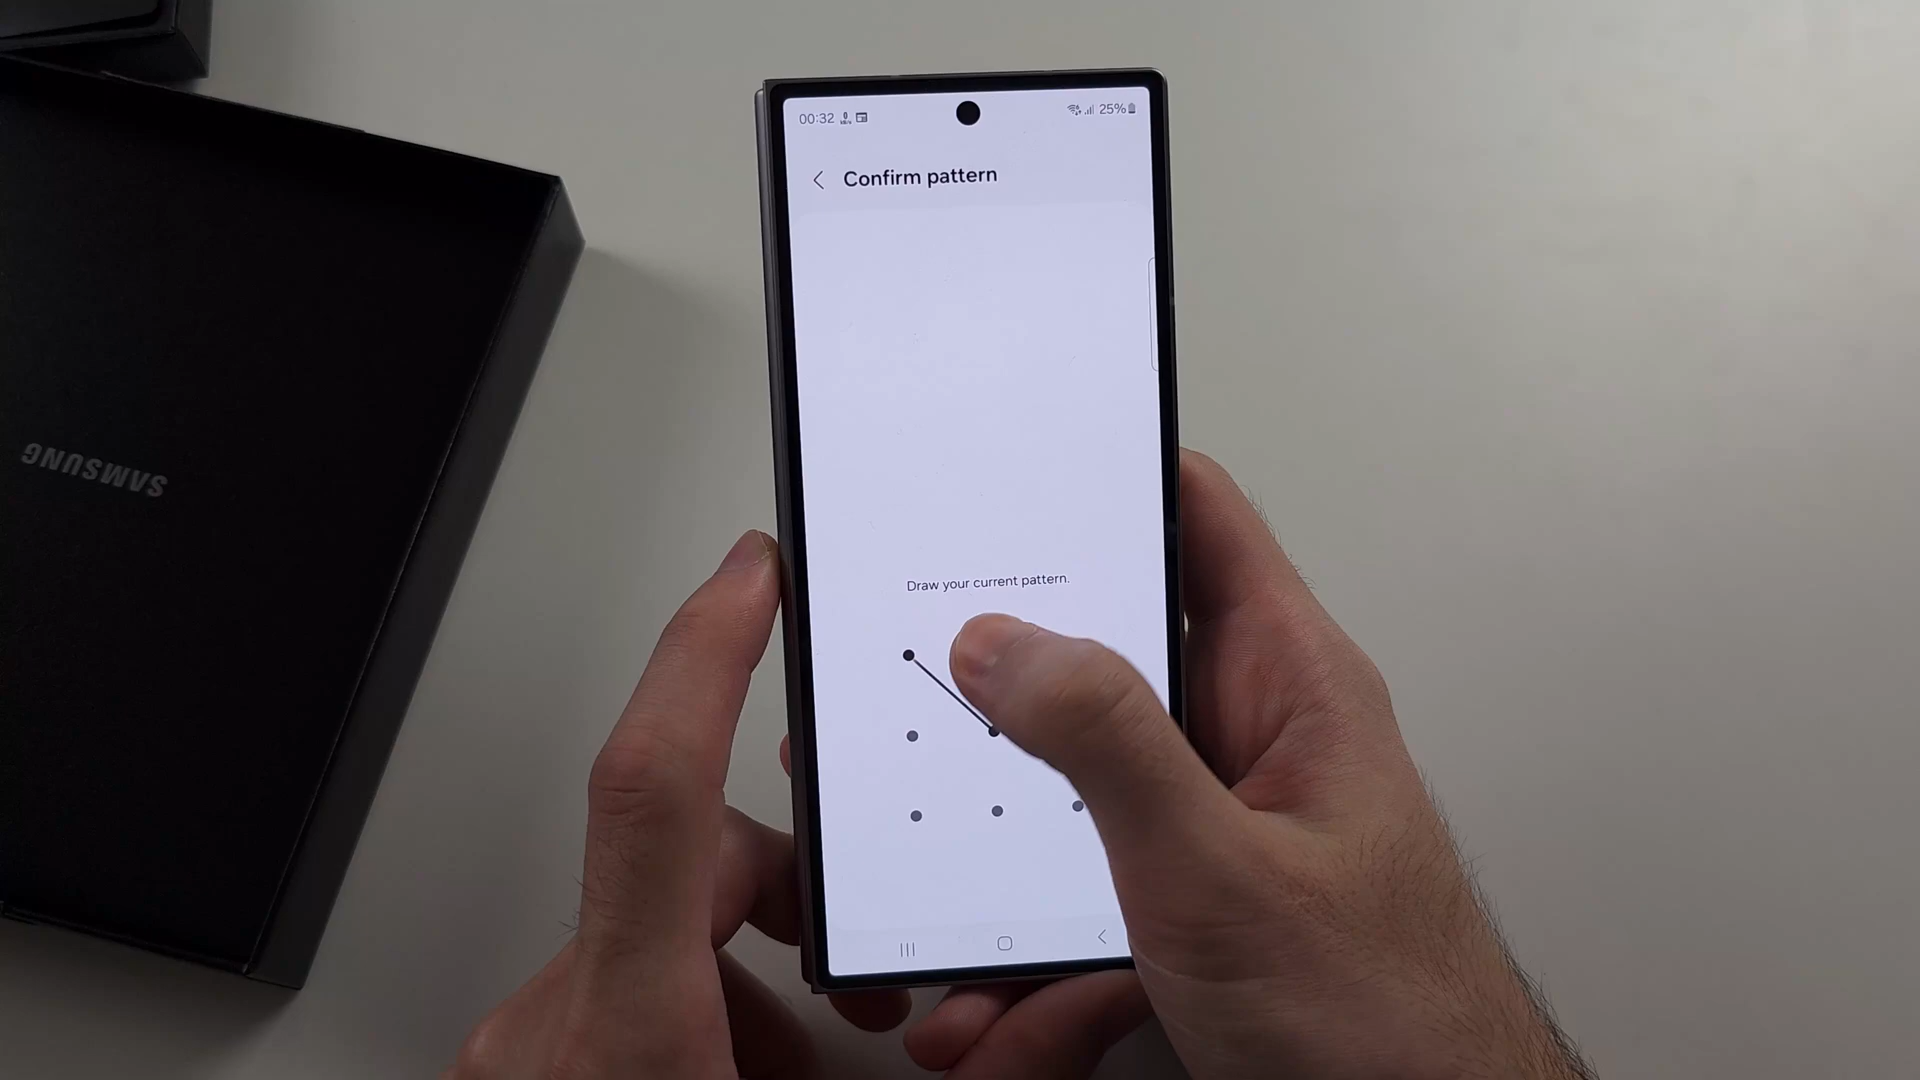 00:32
25%
Confirm pattern
SAMSUNG
Draw your current pattern.